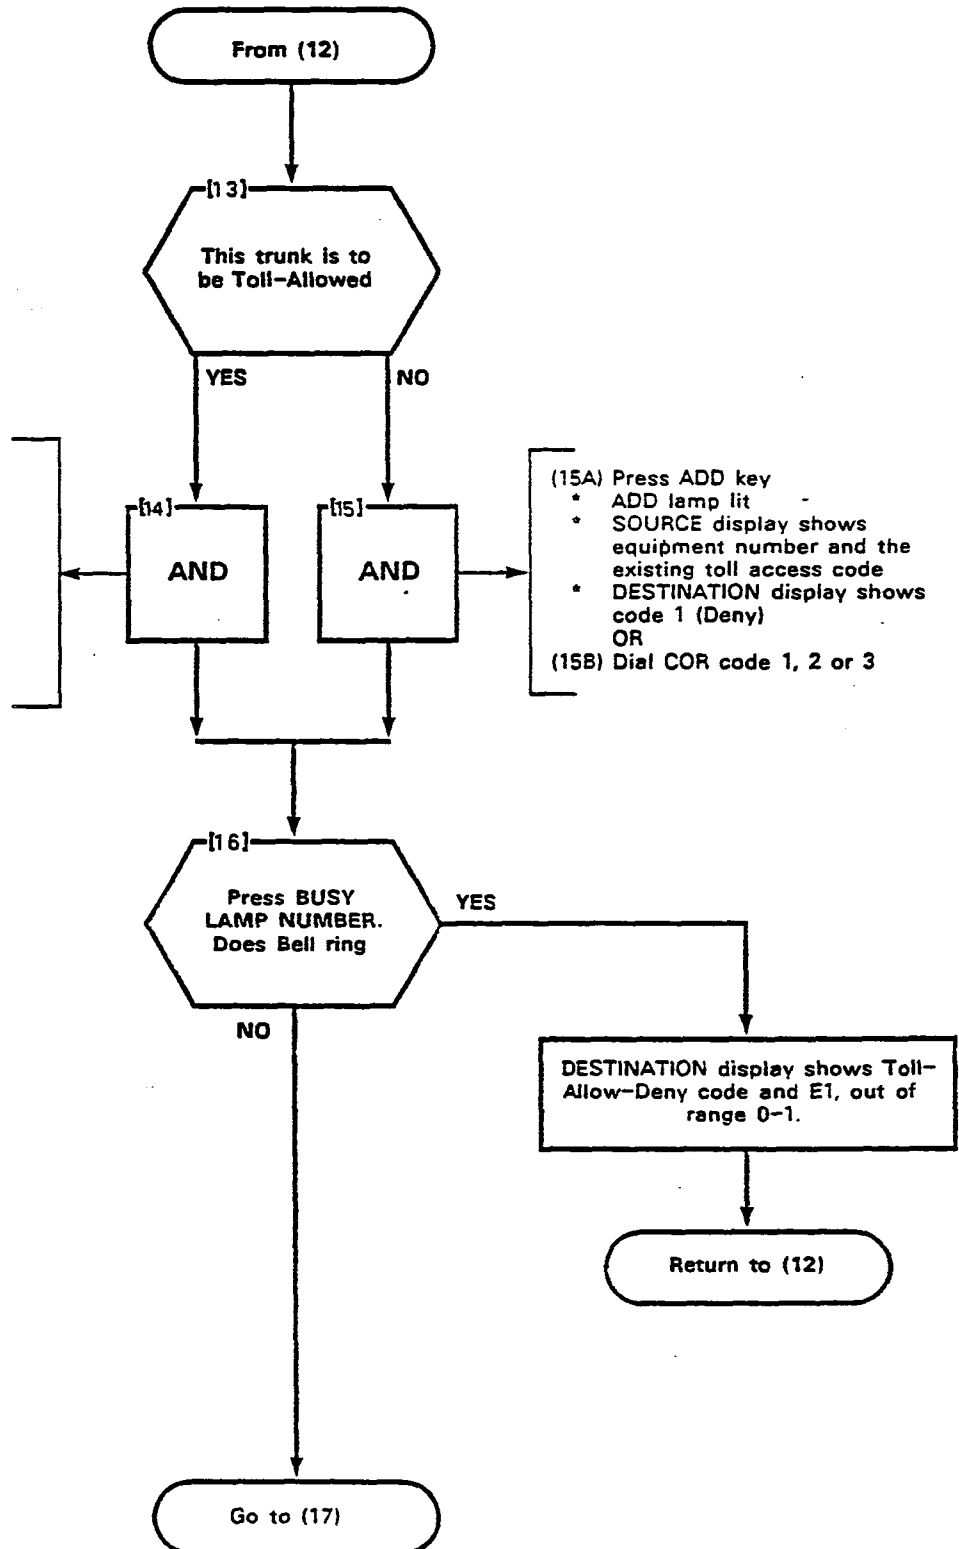 From (12)
[13]
This trunk is to
be Toll-Allowed
YES
NO
[14]
AND
[15]
AND
(15A) Press ADD key
* ADD lamp lit
* SOURCE display shows
equipment number and the
existing toll access code
* DESTINATION display shows
code 1 (Deny)
OR
(15B) Dial COR code 1, 2 or 3
[16]
Press BUSY
LAMP NUMBER.
Does Bell ring
YES
NO
DESTINATION display shows Toll-
Allow-Deny code and E1, out of
range 0-1.
Return to (12)
Go to (17)